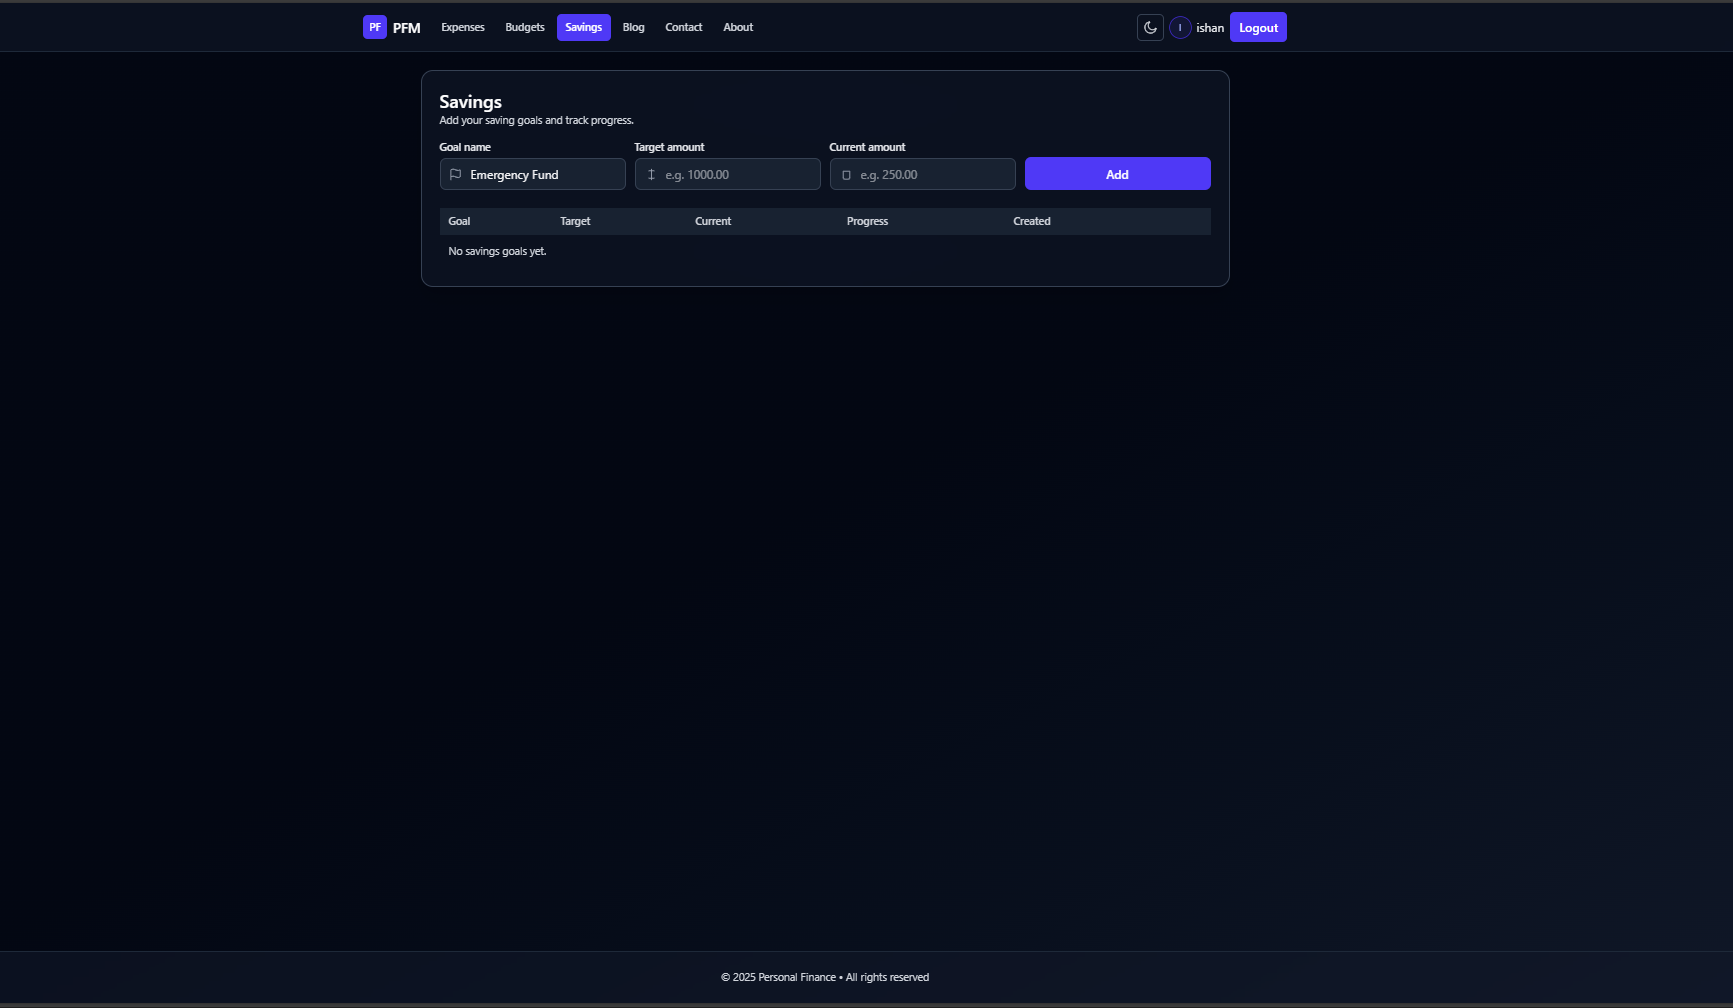 PF PFM Expenses Budgets Savings Blog Contact About I ishan Logout
Savings
Add your saving goals and track progress.
Goal name Target amount Current amount
Emergency Fund e.g. 1000.00 e.g. 250.00 Add
Goal Target Current Progress Created
No savings goals yet.
© 2025 Personal Finance • All rights reserved